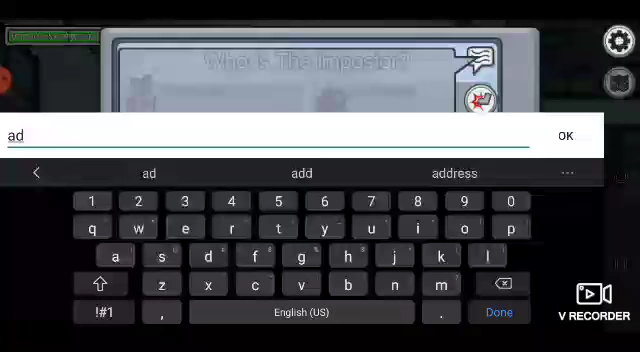 Who Is The Impostor?
ad
OK
ad add address
1 2 3 4 5 6 7 8 9 0
q w e r t y u i o p
a s d f g h j k l
z x c v b n m
!#1 , English (US) . Done
V RECORDER